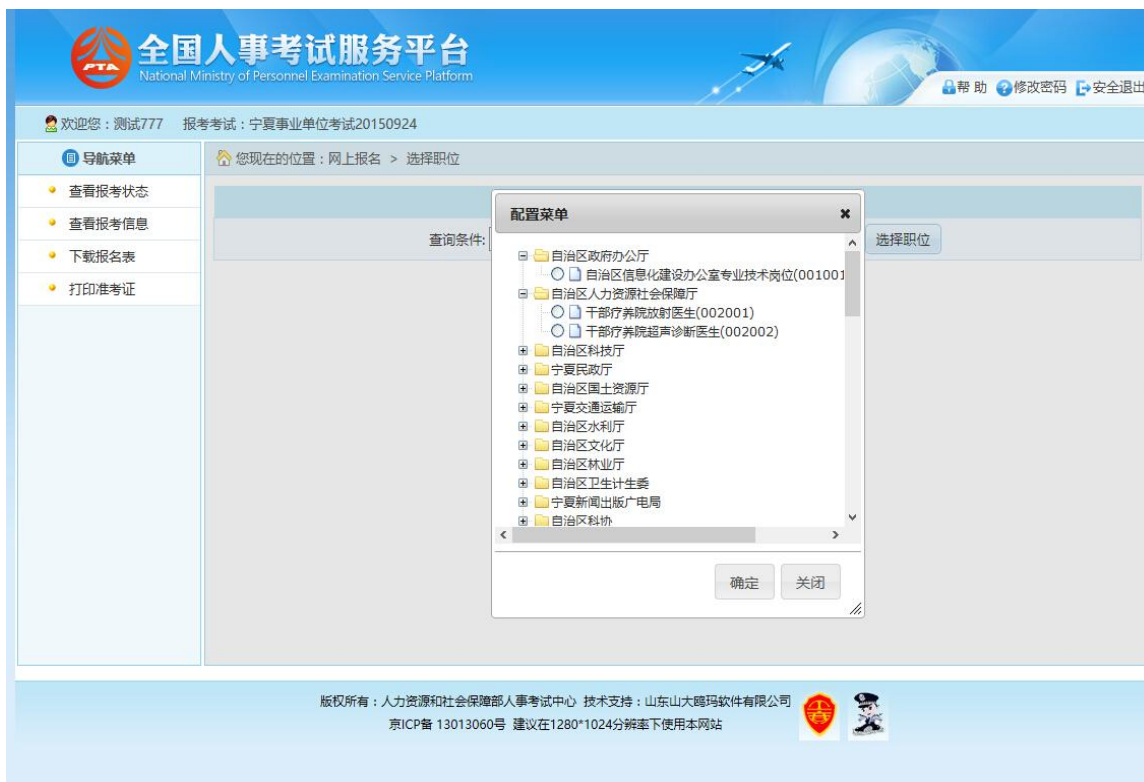 PTA
全国人事考试服务平台
National Ministry of Personnel Examination Service Platform
帮 助 修改密码 安全退出
欢迎您：测试777 报考考试：宁夏事业单位考试20150924
导航菜单
您现在的位置：网上报名 > 选择职位
查看报考状态
查看报考信息
下载报名表
打印准考证
查询条件:
选择职位
配置菜单
自治区政府办公厅
自治区信息化建设办公室专业技术岗位(001001
自治区人力资源社会保障厅
干部疗养院放射医生(002001)
干部疗养院超声诊断医生(002002)
自治区科技厅
宁夏民政厅
自治区国土资源厅
宁夏交通运输厅
自治区水利厅
自治区文化厅
自治区林业厅
自治区卫生计生委
宁夏新闻出版广电局
自治区科协
确定 关闭
版权所有：人力资源和社会保障部人事考试中心 技术支持：山东山大鸥玛软件有限公司
京ICP备 13013060号 建议在1280*1024分辨率下使用本网站